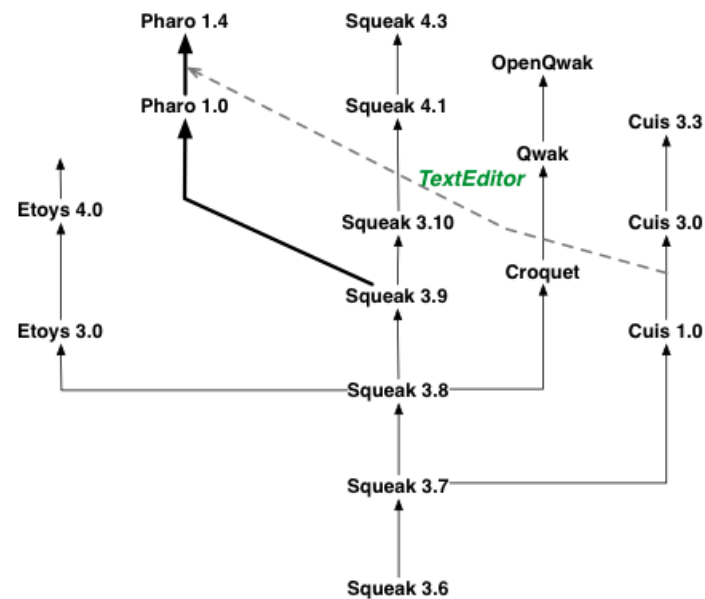 Pharo 1.4
Squeak 4.3
OpenQwak
Pharo 1.0
Squeak 4.1
Cuis 3.3
Qwak
TextEditor
Etoys 4.0
Squeak 3.10
Cuis 3.0
Croquet
Squeak 3.9
Etoys 3.0
Cuis 1.0
Squeak 3.8
Squeak 3.7
Squeak 3.6